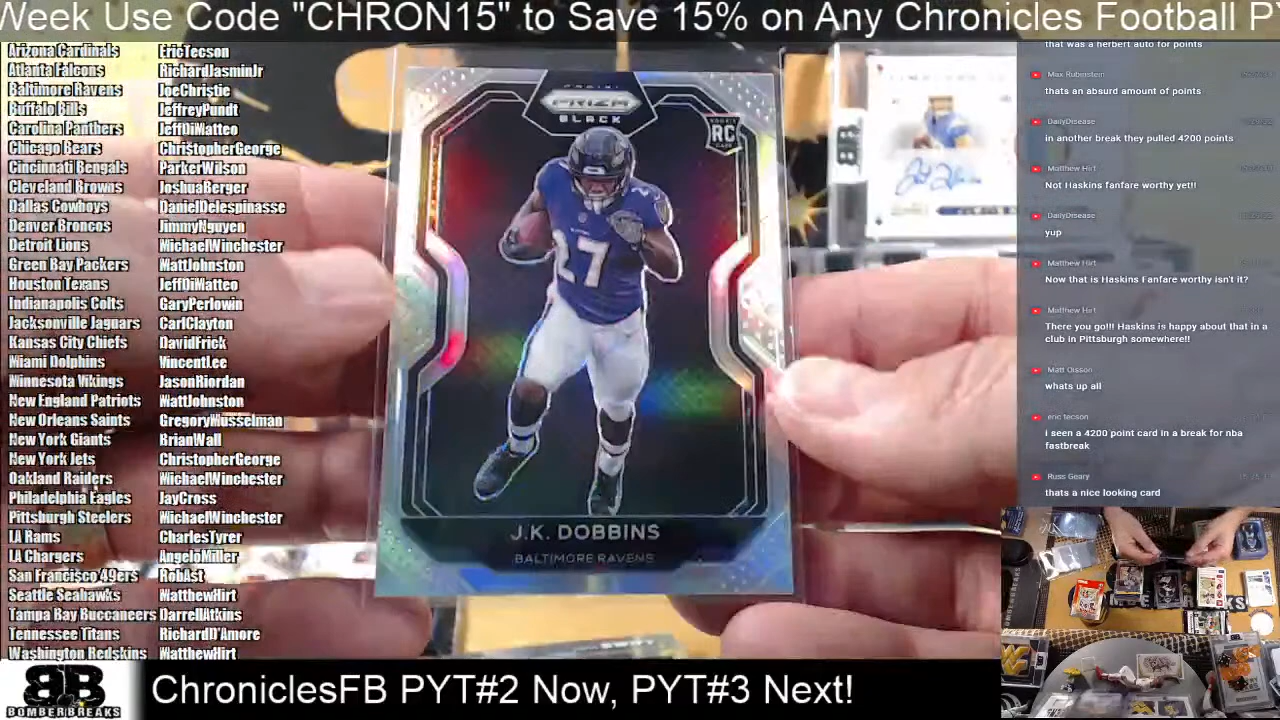 Week Use Code "CHRON15" to Save 15% on Any Chronicles Football PY
Arizona Cardinals EricTecson
Atlanta Falcons RichardJasminJr
Baltimore Ravens JoeChristie
Buffalo Bills JeffreyPundt
Carolina Panthers JeffDiMatteo
Chicago Bears ChristopherGeorge
Cincinnati Bengals ParkerWilson
Cleveland Browns JoshuaBerger
Dallas Cowboys DanielDelespinasse
Denver Broncos JimmyNguyen
Detroit Lions MichaelWinchester
Green Bay Packers MattJohnston
Houston Texans JeffDiMatteo
Indianapolis Colts GaryPerlowin
Jacksonville Jaguars CarlClayton
Kansas City Chiefs DavidFrick
Miami Dolphins VincentLee
Minnesota Vikings JasonRiordan
New England Patriots MattJohnston
New Orleans Saints GregoryMusselman
New York Giants BrianWall
New York Jets ChristopherGeorge
Oakland Raiders MichaelWinchester
Philadelphia Eagles JayCross
Pittsburgh Steelers MichaelWinchester
LA Rams CharlesTyrer
LA Chargers AngeloMiller
San Francisco 49ers RobAst
Seattle Seahawks MatthewHirt
Tampa Bay Buccaneers DarrellAtkins
Tennessee Titans RichardD'Amore
Washington Redskins MatthewHirt
PRIZM
BLACK
RC
27
27
J.K. DOBBINS
BALTIMORE RAVENS
that was a herbert auto for points
Max Rubinstein
thats an absurd amount of points
DailyDisease
in another break they pulled 4200 points
Matthew Hirt
Not Haskins fanfare worthy yet!!
DailyDisease
yup
Matthew Hirt
Now that is Haskins Fanfare worthy isn't it?
Matthew Hirt
There you go!!! Haskins is happy about that in a
club in Pittsburgh somewhere!!
Matt Olsson
whats up all
eric tecson
i seen a 4200 point card in a break for nba
fastbreak
Russ Geary
thats a nice looking card
BB
BOMBERBREAKS
ChroniclesFB PYT#2 Now, PYT#3 Next!